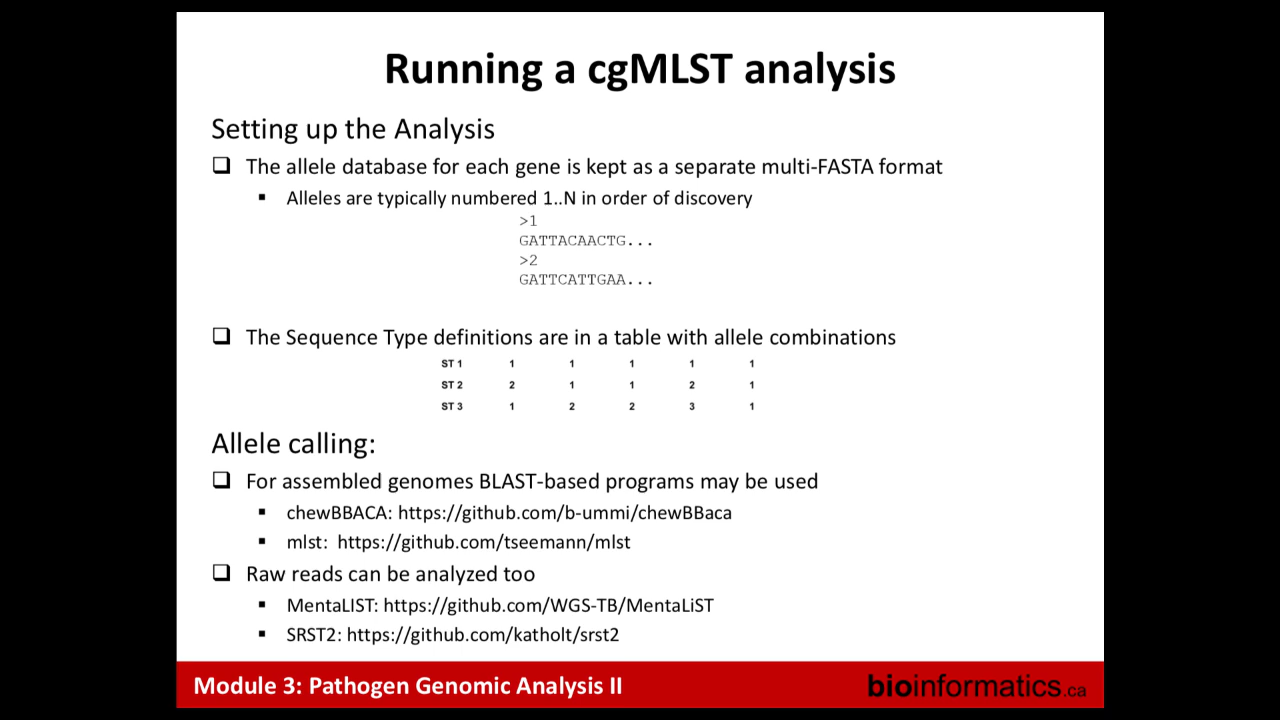 Running a cgMLST analysis
Setting up the Analysis
The allele database for each gene is kept as a separate multi-FASTA format
Alleles are typically numbered 1..N in order of discovery
>1
GATTACAACTG...
>2
GATTCATTGAA...
The Sequence Type definitions are in a table with allele combinations
ST 1 1 1 1 1 1
ST 2 2 1 1 2 1
ST 3 1 2 2 3 1
Allele calling:
For assembled genomes BLAST-based programs may be used
chewBBACA: https://github.com/b-ummi/chewBBaca
mlst: https://github.com/tseemann/mlst
Raw reads can be analyzed too
MentaLIST: https://github.com/WGS-TB/MentaLiST
SRST2: https://github.com/katholt/srst2
Module 3: Pathogen Genomic Analysis II
bioinformatics.ca